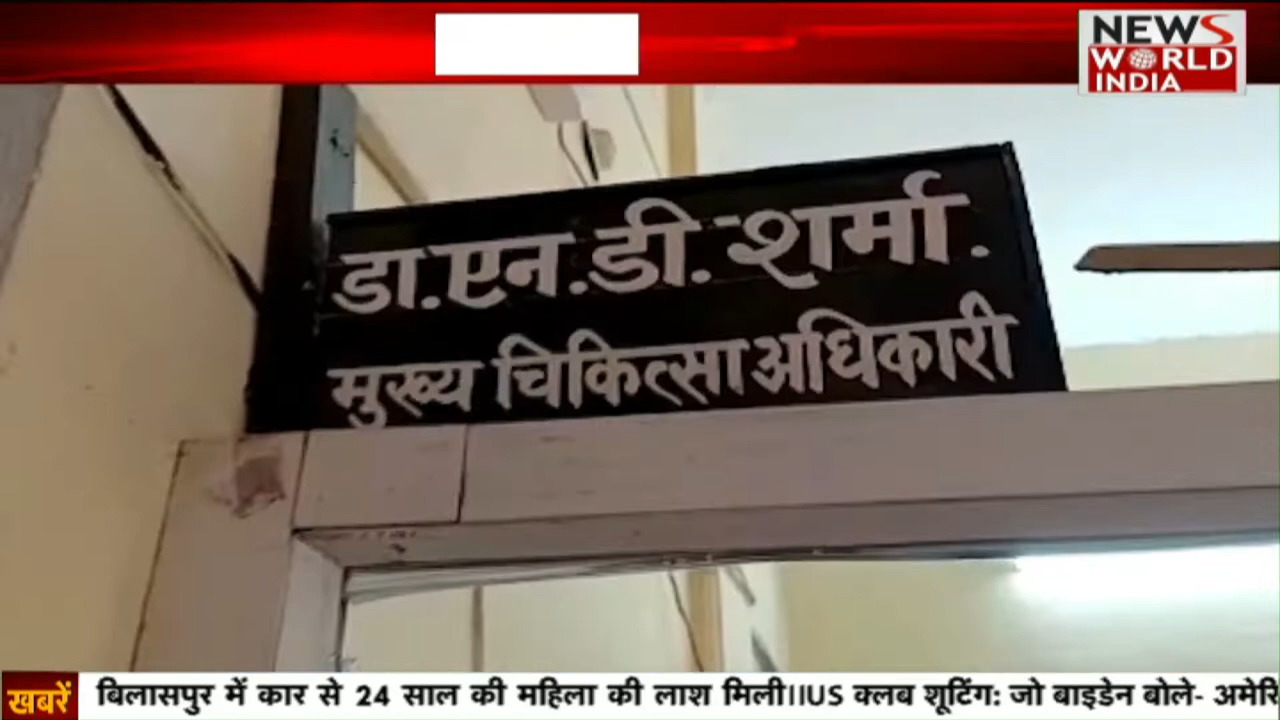 NEWS
WORLD
INDIA
डा.एन.डी.शर्मा.
मुख्य चिकित्सा अधिकारी
खबरें
बिलासपुर में कार से 24 साल की महिला की लाश मिली||US क्लब शूटिंग: जो बाइडेन बोले- अमेरि